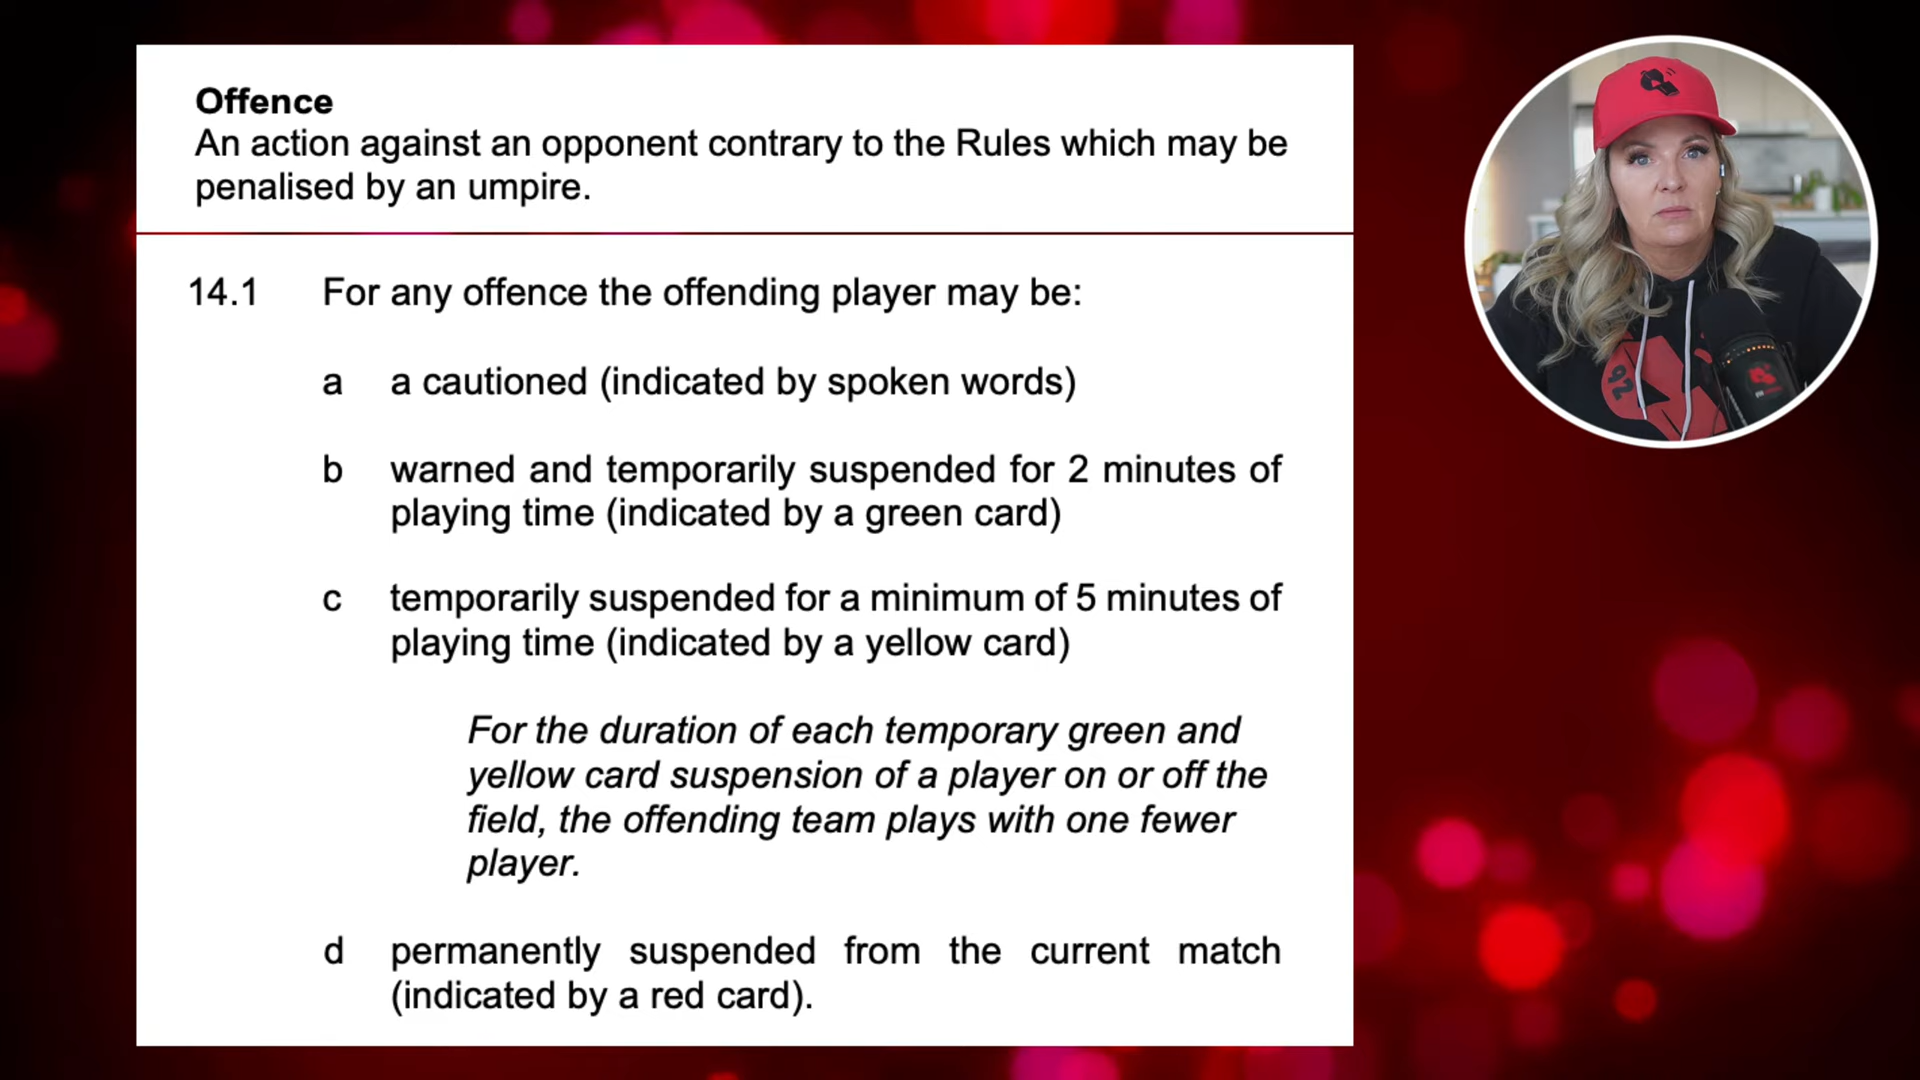 Offence
An action against an opponent contrary to the Rules which may be
penalised by an umpire.
14.1 For any offence the offending player may be:
a a cautioned (indicated by spoken words)
b warned and temporarily suspended for 2 minutes of
playing time (indicated by a green card)
c temporarily suspended for a minimum of 5 minutes of
playing time (indicated by a yellow card)
For the duration of each temporary green and
yellow card suspension of a player on or off the
field, the offending team plays with one fewer
player.
d permanently suspended from the current match
(indicated by a red card).
92